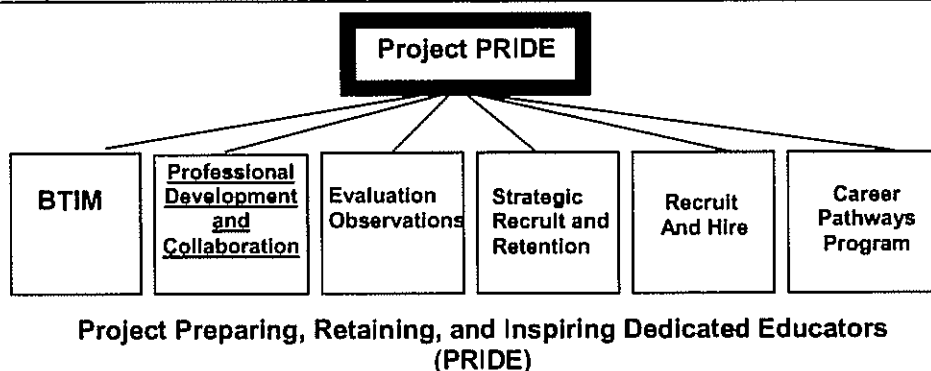 Project PRIDE
BTIM
Professional
Development
and
Collaboration
Evaluation
Observations
Strategic
Recruit and
Retention
Recruit
And Hire
Career
Pathways
Program
Project Preparing, Retaining, and Inspiring Dedicated Educators
(PRIDE)